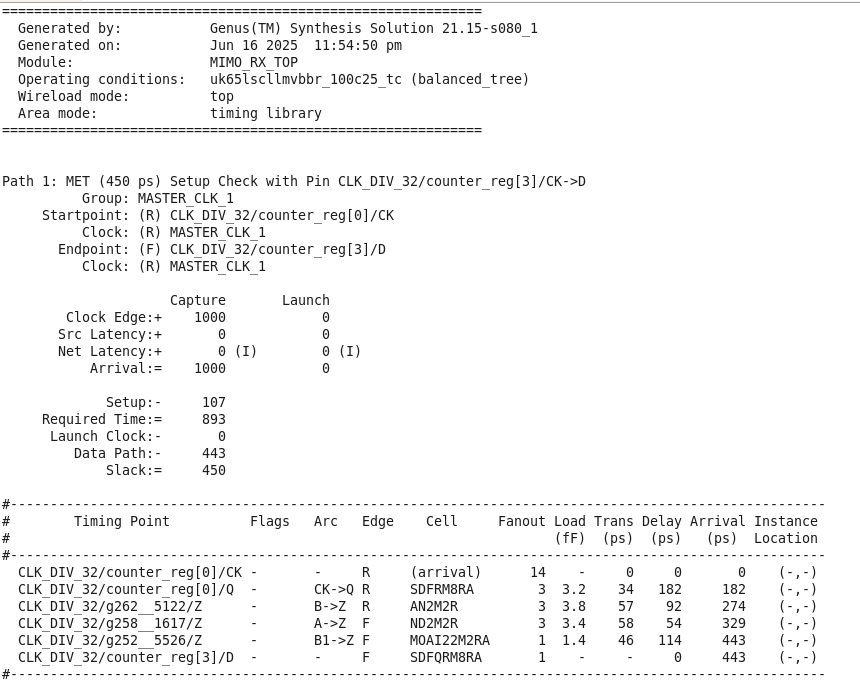 ============================================================
  Generated by:           Genus(TM) Synthesis Solution 21.15-s080_1
  Generated on:           Jun 16 2025  11:54:50 pm
  Module:                 MIMO_RX_TOP
  Operating conditions:   uk65lscllmvbbr_100c25_tc (balanced_tree)
  Wireload mode:          top
  Area mode:              timing library
============================================================


Path 1: MET (450 ps) Setup Check with Pin CLK_DIV_32/counter_reg[3]/CK->D
          Group: MASTER_CLK_1
     Startpoint: (R) CLK_DIV_32/counter_reg[0]/CK
          Clock: (R) MASTER_CLK_1
       Endpoint: (F) CLK_DIV_32/counter_reg[3]/D
          Clock: (R) MASTER_CLK_1

                     Capture       Launch
        Clock Edge:+    1000            0
       Src Latency:+       0            0
       Net Latency:+       0 (I)        0 (I)
           Arrival:=    1000            0

             Setup:-     107
     Required Time:=     893
      Launch Clock:-       0
         Data Path:-     443
             Slack:=     450

#------------------------------------------------------------------------------------------------------
#        Timing Point          Flags   Arc   Edge    Cell     Fanout Load Trans Delay Arrival Instance
#                                                                    (fF)  (ps)  (ps)   (ps)  Location
#------------------------------------------------------------------------------------------------------
  CLK_DIV_32/counter_reg[0]/CK -       -     R     (arrival)      14    -     0     0       0    (-,-)
  CLK_DIV_32/counter_reg[0]/Q  -       CK->Q R     SDFRM8RA        3  3.2    34   182     182    (-,-)
  CLK_DIV_32/g262__5122/Z      -       B->Z  R     AN2M2R          3  3.8    57    92     274    (-,-)
  CLK_DIV_32/g258__1617/Z      -       A->Z  F     ND2M2R          3  3.4    58    54     329    (-,-)
  CLK_DIV_32/g252__5526/Z      -       B1->Z F     MOAI22M2RA      1  1.4    46   114     443    (-,-)
  CLK_DIV_32/counter_reg[3]/D  -       -     F     SDFQRM8RA       1    -     -     0     443    (-,-)
#------------------------------------------------------------------------------------------------------